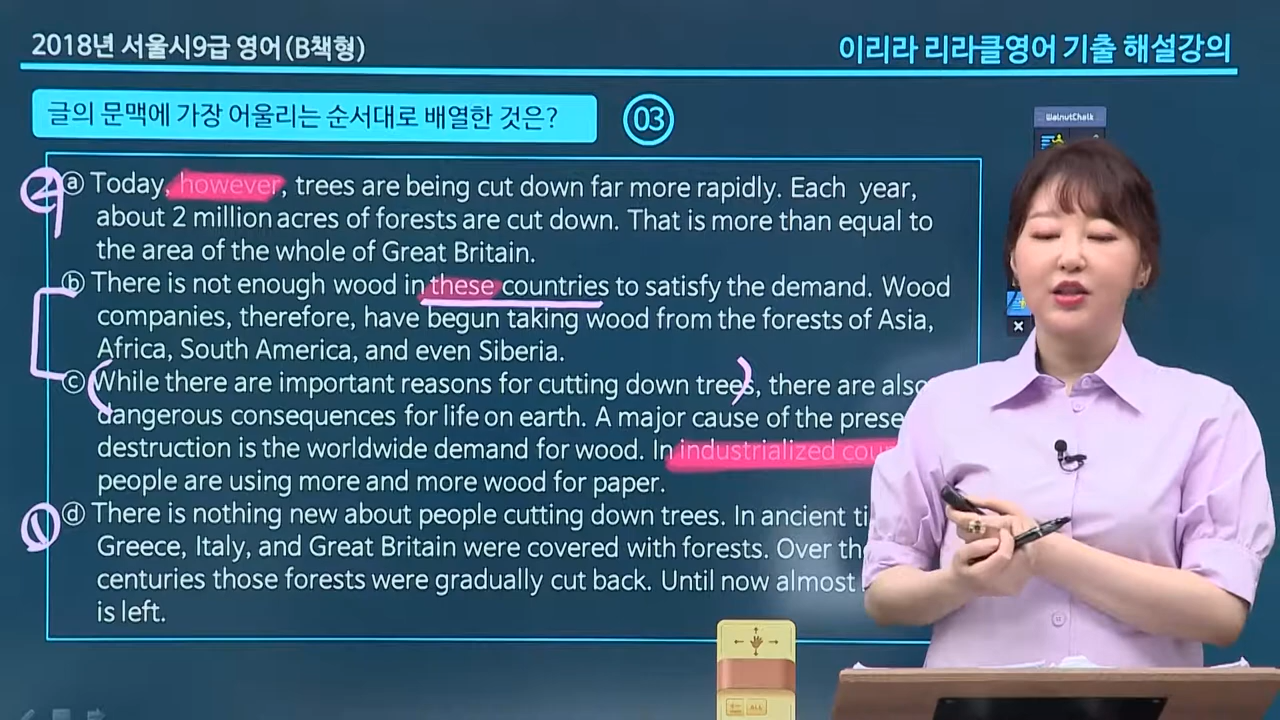 2018년 서울시9급 영어(B책형)
이리라 리라클영어 기출 해설강의
글의 문맥에 가장 어울리는 순서대로 배열한 것은?
03
WalnutChalk
2 ⓐ Today, however, trees are being cut down far more rapidly. Each year,
about 2 million acres of forests are cut down. That is more than equal to
the area of the whole of Great Britain.
ⓑ There is not enough wood in these countries to satisfy the demand. Wood
companies, therefore, have begun taking wood from the forests of Asia,
Africa, South America, and even Siberia.
ⓒ While there are important reasons for cutting down trees, there are also
dangerous consequences for life on earth. A major cause of the
destruction is the worldwide demand for wood. In industrialized
people are using more and more wood for paper.
1 ⓓ There is nothing new about people cutting down trees. In ancient
Greece, Italy, and Great Britain were covered with forests. Over
centuries those forests were gradually cut back. Until now almost
is left.
ALL